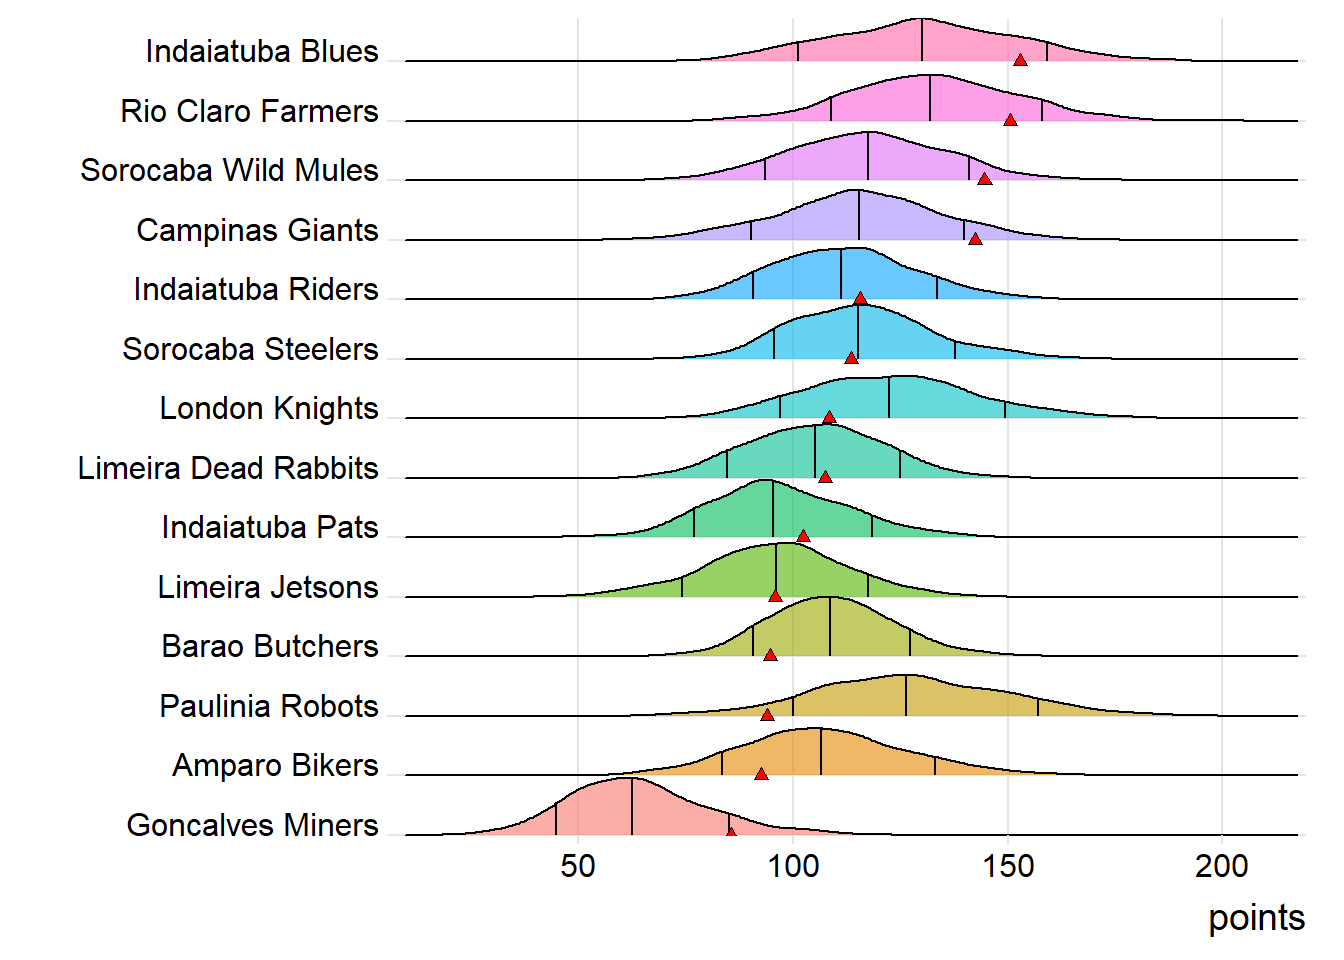 Indaiatuba Blues
Rio Claro Farmers
Sorocaba Wild Mules
Campinas Giants
Indaiatuba Riders
Sorocaba Steelers
London Knights
Limeira Dead Rabbits
Indaiatuba Pats
Limeira Jetsons
Barao Butchers
Paulinia Robots
Amparo Bikers
Goncalves Miners
50 100 150 200
points